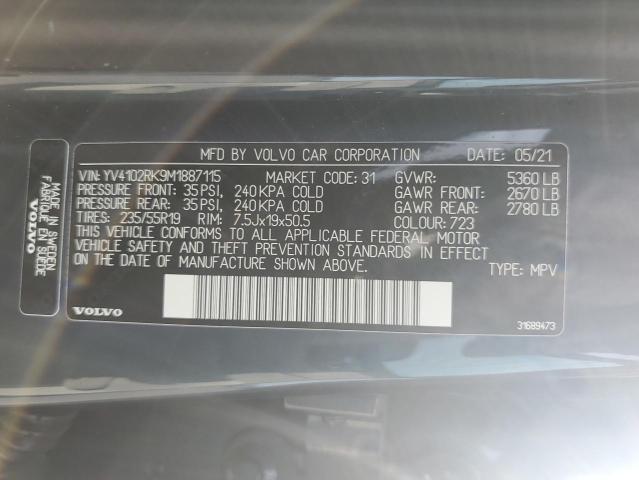 MFD BY VOLVO CAR CORPORATION DATE: 05/21
VIN: YV4102RK9M1887115 MARKET CODE: 31 GVWR: 5360 LB
PRESSURE FRONT: 35 PSI, 240 KPA COLD GAWR FRONT: 2670 LB
PRESSURE REAR: 35 PSI, 240 KPA COLD GAWR REAR: 2780 LB
TIRES: 235/55R19 RIM: 7.5Jx19x50.5 COLOUR: 723
THIS VEHICLE CONFORMS TO ALL APPLICABLE FEDERAL MOTOR
VEHICLE SAFETY AND THEFT PREVENTION STANDARDS IN EFFECT
ON THE DATE OF MANUFACTURE SHOWN ABOVE. TYPE: MPV
VOLVO 31689473
MADE IN SWEDEN
FABRIQUÉ EN SUÈDE
VOLVO